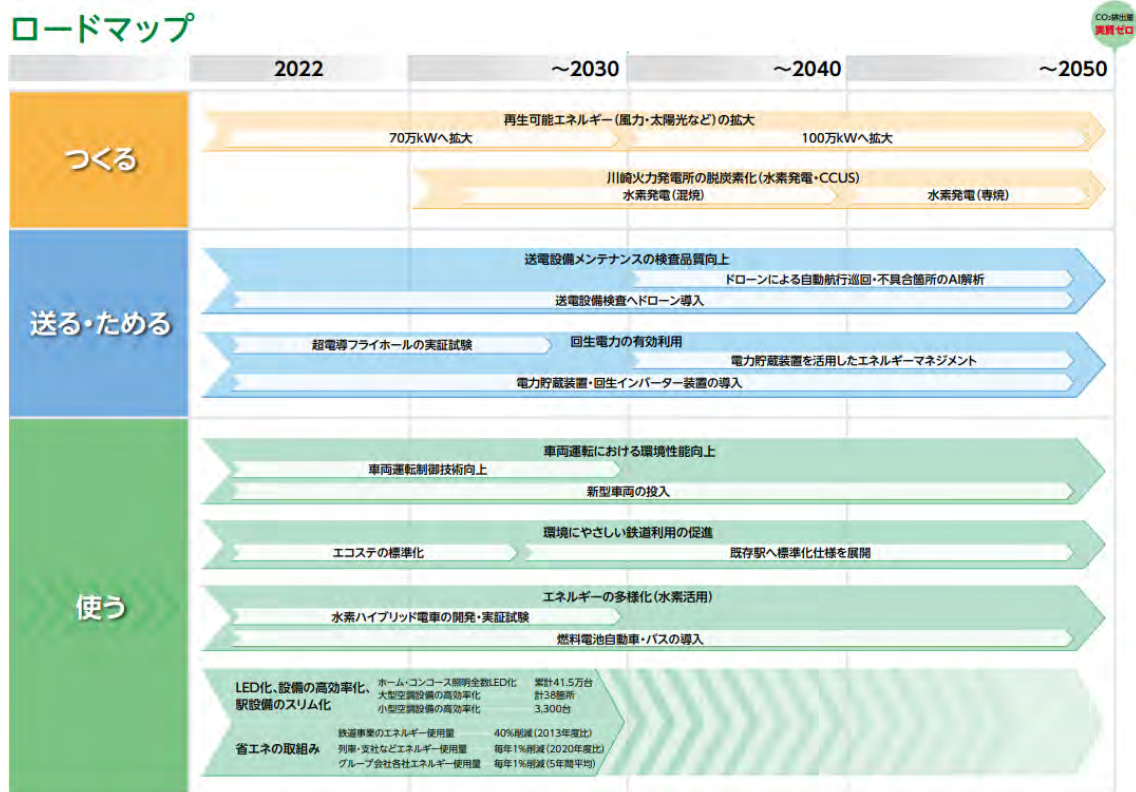 ロードマップ
CO₂排出量
実質ゼロ
2022
～2030
～2040
～2050
つくる
再生可能エネルギー（風力・太陽光など）の拡大
70万kWへ拡大
100万kWへ拡大
川崎火力発電所の脱炭素化（水素発電・CCUS）
水素発電（混焼）
水素発電（専焼）
送る・ためる
送電設備メンテナンスの検査品質向上
ドローンによる自動航行巡回・不具合箇所のAI解析
送電設備検査へドローン導入
超電導フライホールの実証試験
回生電力の有効利用
電力貯蔵装置を活用したエネルギーマネジメント
電力貯蔵装置・回生インバーター装置の導入
使う
車両運転における環境性能向上
車両運転制御技術向上
新型車両の投入
環境にやさしい鉄道利用の促進
エコステの標準化
既存駅へ標準化仕様を展開
エネルギーの多様化（水素活用）
水素ハイブリッド電車の開発・実証試験
燃料電池自動車・バスの導入
LED化、設備の高効率化、
駅設備のスリム化
ホーム・コンコース照明全数LED化 累計41.5万台
大型空調設備の高効率化 計38箇所
小型空調設備の高効率化 3,300台
省エネの取組み
鉄道事業のエネルギー使用量 40%削減（2013年度比）
列車・支社などエネルギー使用量 毎年1%削減（2020年度比）
グループ会社各社エネルギー使用量 毎年1%削減（5年間平均）